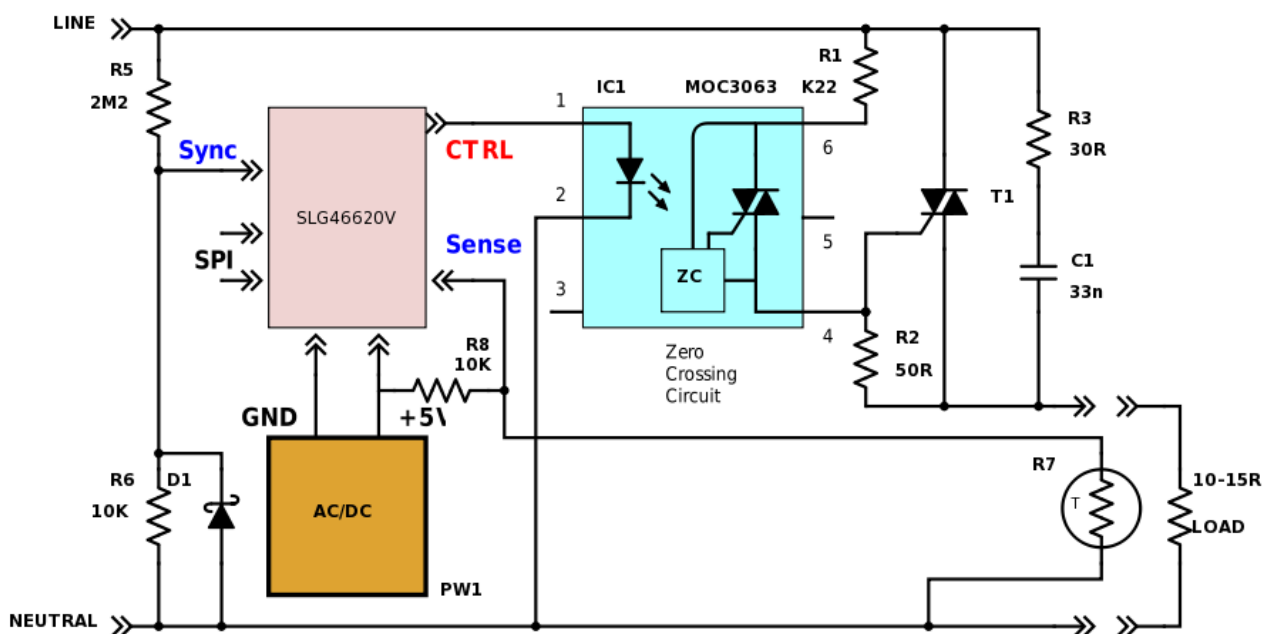 LINE
R5
2M2
Sync
SPI
SLG46620V
CTRL
Sense
IC1
MOC3063
1
2
3
6
5
4
ZC
Zero
Crossing
Circuit
R1
K22
T1
R3
30R
C1
33n
R2
50R
R8
10K
GND
+5V
AC/DC
PW1
R6
10K
D1
R7
T
10-15R
LOAD
NEUTRAL